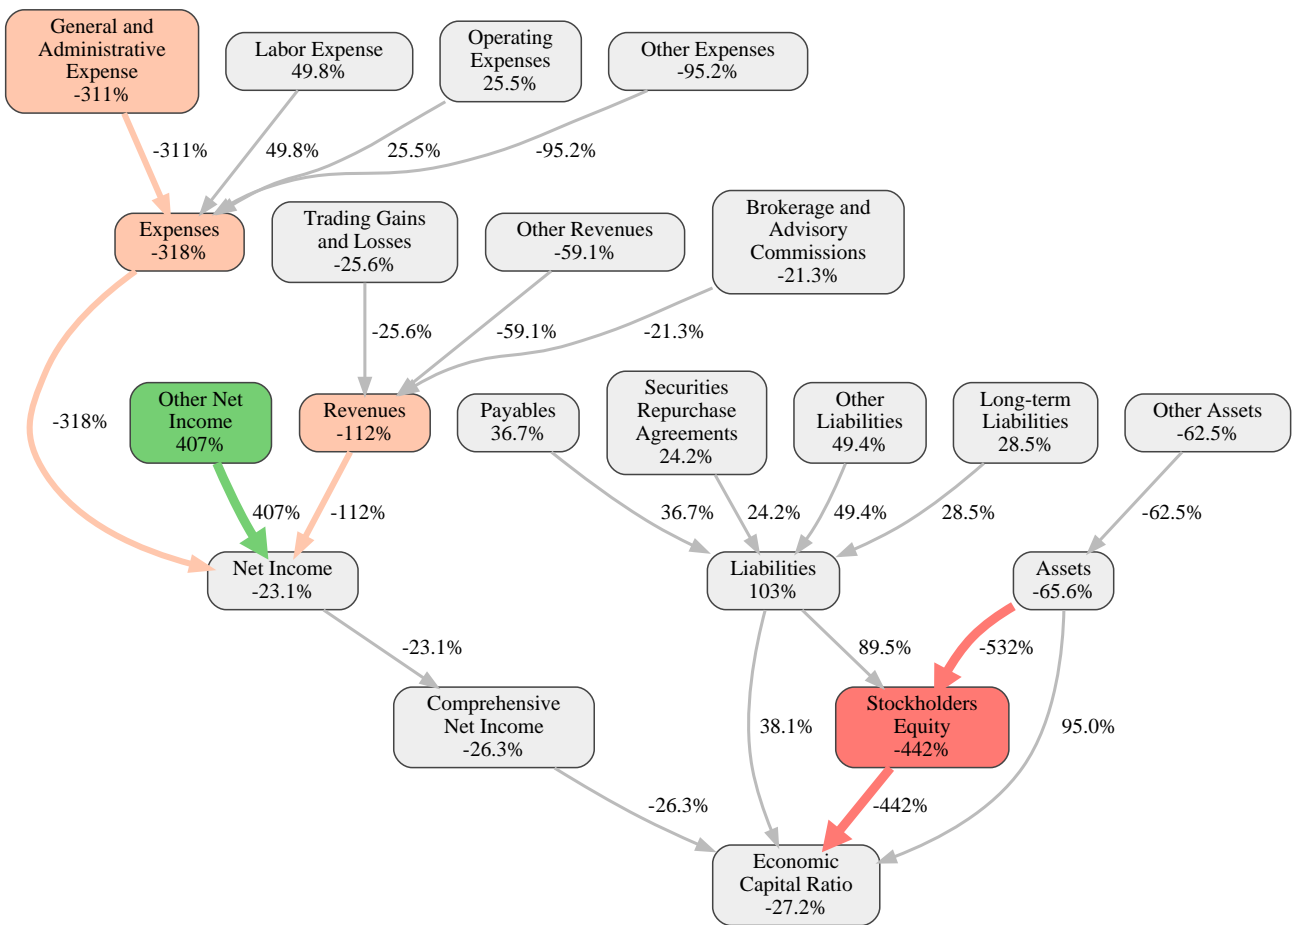 General and
Administrative
Expense
-311%
Labor Expense
49.8%
Operating
Expenses
25.5%
Other Expenses
-95.2%
-311%
49.8%
25.5%
-95.2%
Expenses
-318%
Trading Gains
and Losses
-25.6%
Other Revenues
-59.1%
Brokerage and
Advisory
Commissions
-21.3%
-25.6%
-59.1%
-21.3%
-318%
Other Net
Income
407%
Revenues
-112%
Payables
36.7%
Securities
Repurchase
Agreements
24.2%
Other
Liabilities
49.4%
Long-term
Liabilities
28.5%
Other Assets
-62.5%
407%
-112%
36.7%
24.2%
49.4%
28.5%
-62.5%
Net Income
-23.1%
Liabilities
103%
Assets
-65.6%
-23.1%
89.5%
-532%
Comprehensive
Net Income
-26.3%
38.1%
Stockholders
Equity
-442%
95.0%
-26.3%
-442%
Economic
Capital Ratio
-27.2%